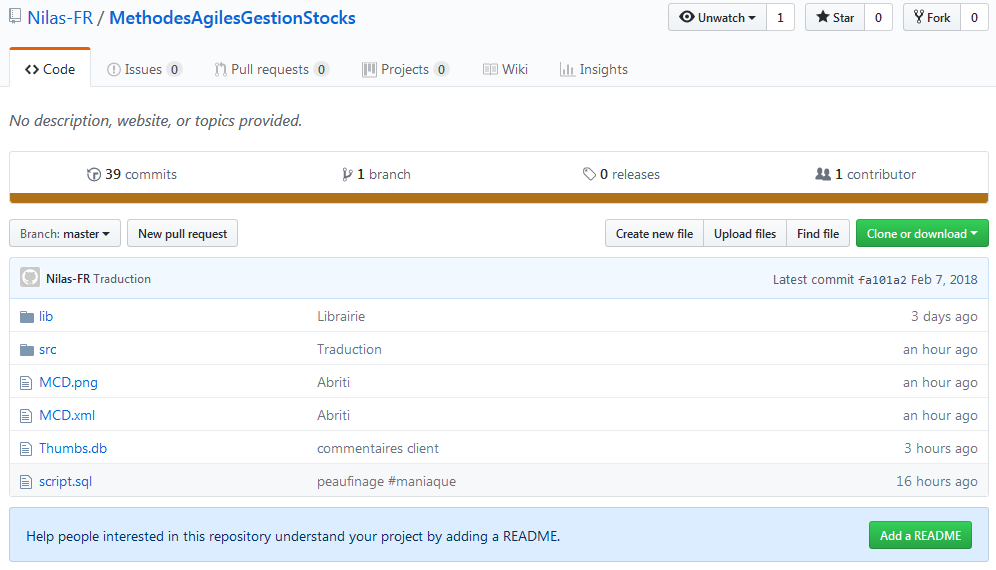 Nilas-FR / MethodesAgilesGestionStocks Unwatch 1 Star 0 Fork 0
Code Issues 0 Pull requests 0 Projects 0 Wiki Insights
No description, website, or topics provided.
39 commits 1 branch 0 releases 1 contributor
Branch: master New pull request Create new file Upload files Find file Clone or download
Nilas-FR Traduction Latest commit fa101a2 Feb 7, 2018
lib Librairie 3 days ago
src Traduction an hour ago
MCD.png Abriti an hour ago
MCD.xml Abriti an hour ago
Thumbs.db commentaires client 3 hours ago
script.sql peaufinage #maniaque 16 hours ago
Help people interested in this repository understand your project by adding a README. Add a README